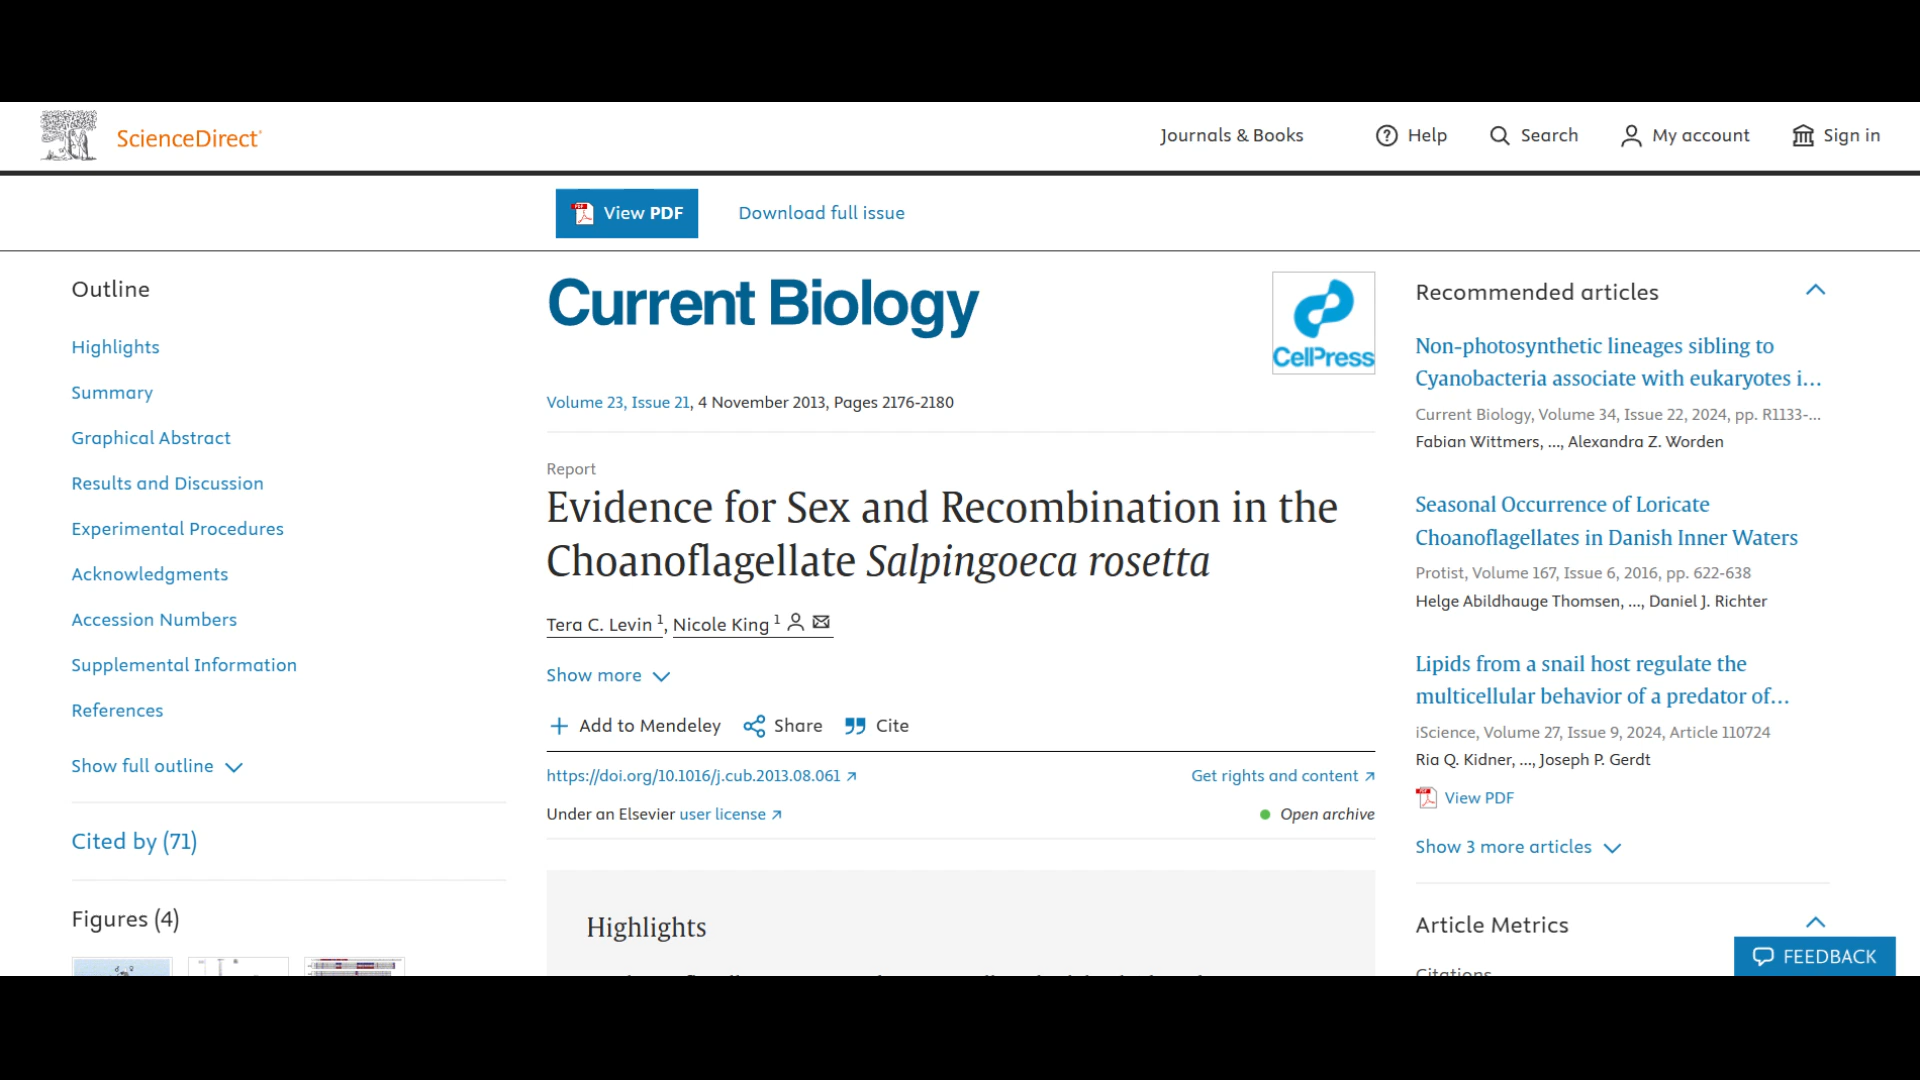 ScienceDirect
Journals & Books
Help
Search
My account
Sign in
View PDF
Download full issue
Outline
Highlights
Summary
Graphical Abstract
Results and Discussion
Experimental Procedures
Acknowledgments
Accession Numbers
Supplemental Information
References
Show full outline
Cited by (71)
Figures (4)
Current Biology
CellPress
Volume 23, Issue 21, 4 November 2013, Pages 2176-2180
Report
Evidence for Sex and Recombination in the
Choanoflagellate Salpingoeca rosetta
Tera C. Levin 1, Nicole King 1
Show more
Add to Mendeley
Share
Cite
https://doi.org/10.1016/j.cub.2013.08.061
Get rights and content
Under an Elsevier user license
Open archive
Highlights
Recommended articles
Non-photosynthetic lineages sibling to
Cyanobacteria associate with eukaryotes i...
Current Biology, Volume 34, Issue 22, 2024, pp. R1133-...
Fabian Wittmers, ..., Alexandra Z. Worden
Seasonal Occurrence of Loricate
Choanoflagellates in Danish Inner Waters
Protist, Volume 167, Issue 6, 2016, pp. 622-638
Helge Abildhauge Thomsen, ..., Daniel J. Richter
Lipids from a snail host regulate the
multicellular behavior of a predator of...
iScience, Volume 27, Issue 9, 2024, Article 110724
Ria Q. Kidner, ..., Joseph P. Gerdt
View PDF
Show 3 more articles
Article Metrics
Citations
FEEDBACK